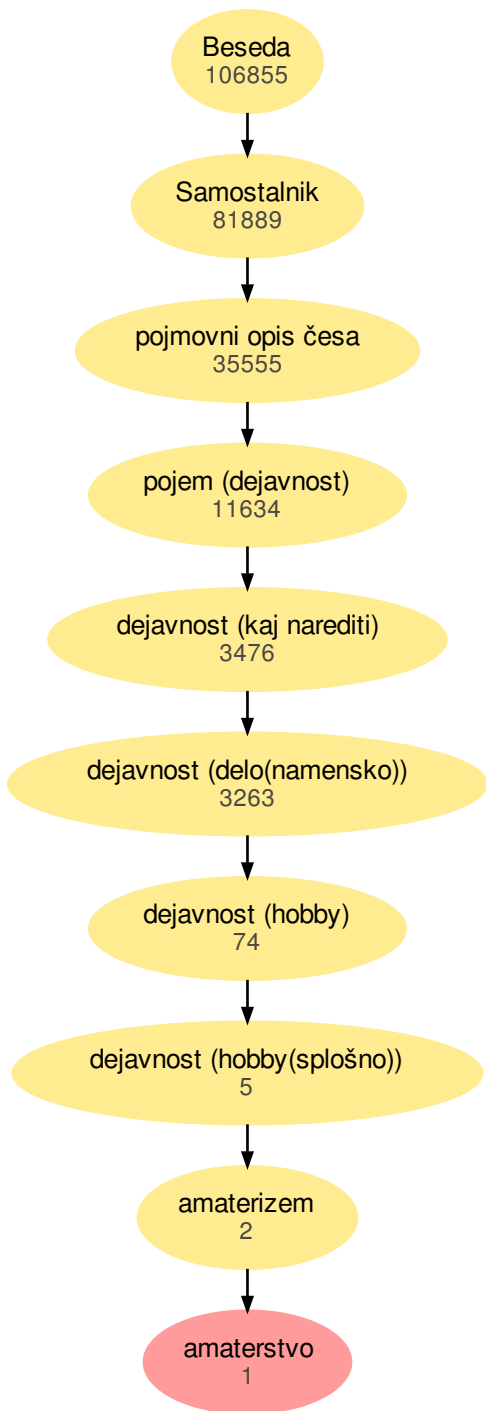 Beseda
106855
Samostalnik
81889
pojmovni opis česa
35555
pojem (dejavnost)
11634
dejavnost (kaj narediti)
3476
dejavnost (delo(namensko))
3263
dejavnost (hobby)
74
dejavnost (hobby(splošno))
5
amaterizem
2
amaterstvo
1